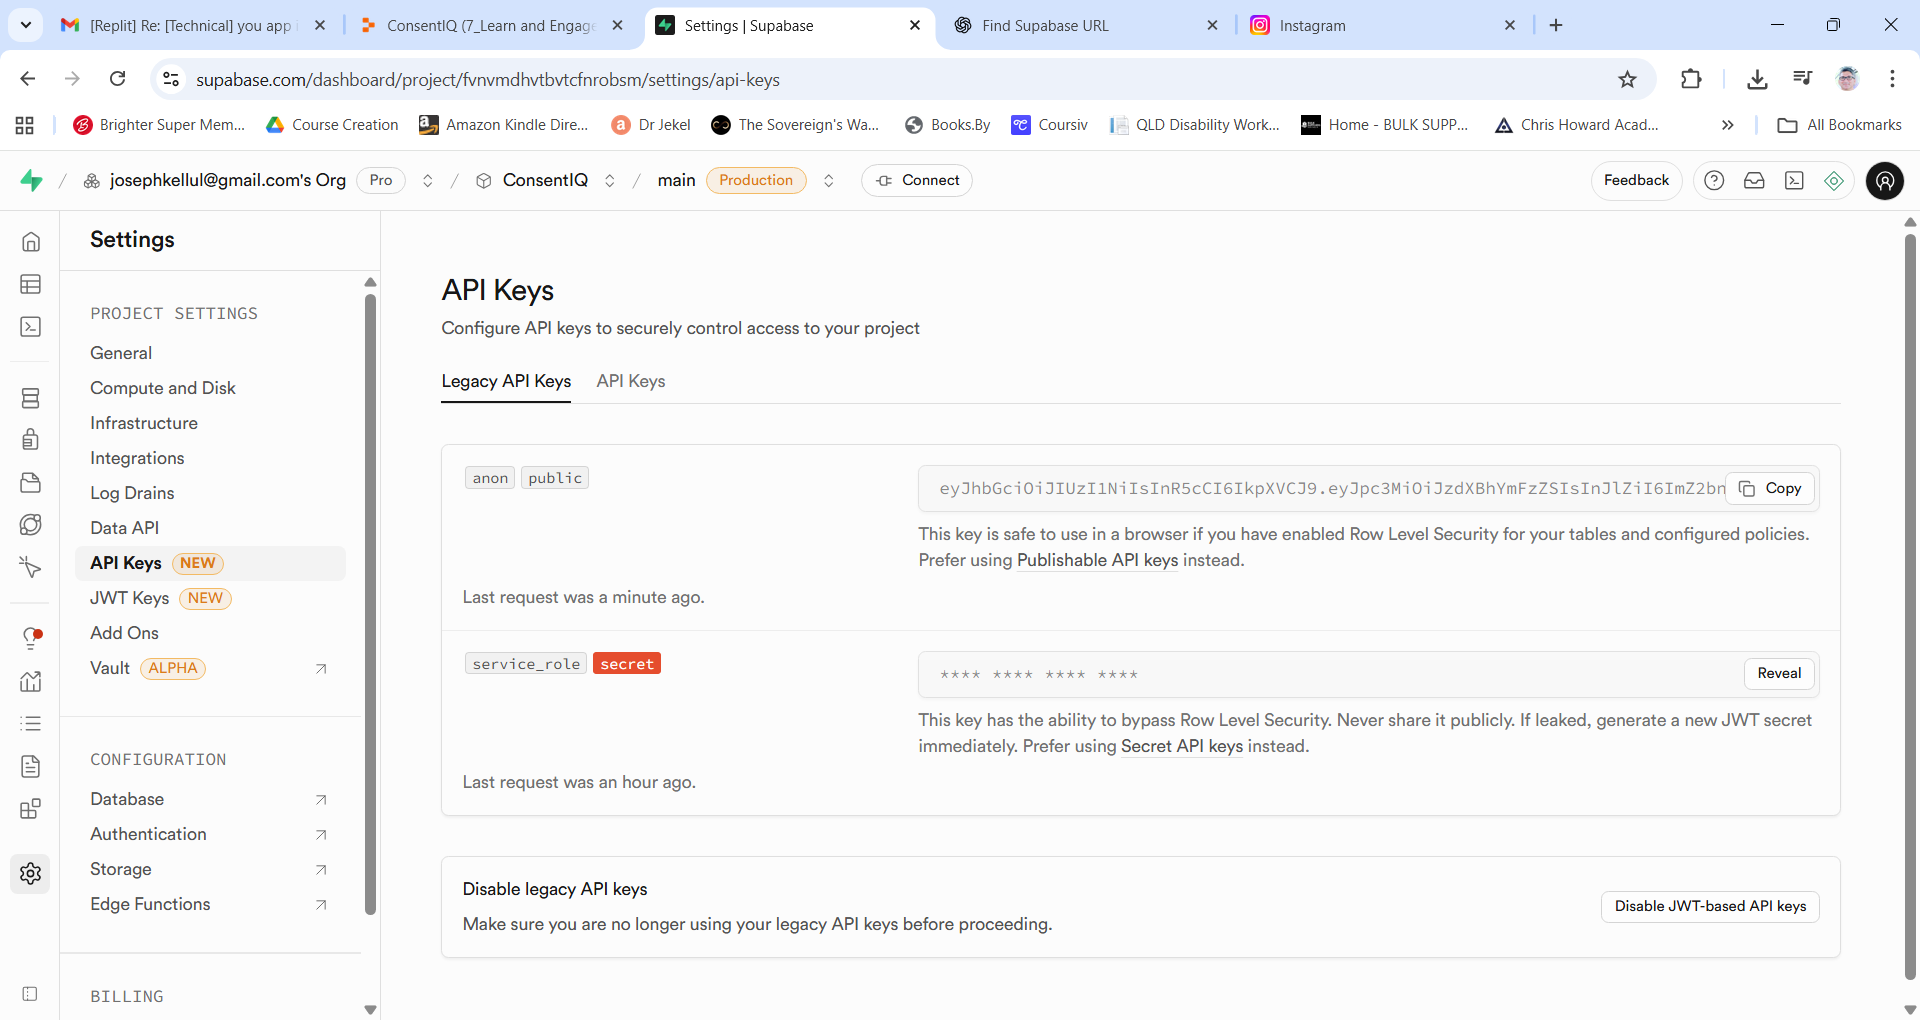 [Replit] Re: [Technical] you app i
ConsentIQ (7_Learn and Engage
Settings | Supabase
Find Supabase URL
Instagram
supabase.com/dashboard/project/fvnvmdhvtbvtcfnrobsm/settings/api-keys
Brighter Super Mem...
Course Creation
Amazon Kindle Dire...
Dr Jekel
The Sovereign's Wa...
Books.By
Coursiv
QLD Disability Work...
Home - BULK SUPP...
Chris Howard Acad...
All Bookmarks
josephkellul@gmail.com's Org Pro
ConsentIQ
main Production
Connect
Feedback
Settings
PROJECT SETTINGS
General
Compute and Disk
Infrastructure
Integrations
Log Drains
Data API
API Keys NEW
JWT Keys NEW
Add Ons
Vault ALPHA
CONFIGURATION
Database
Authentication
Storage
Edge Functions
BILLING
API Keys
Configure API keys to securely control access to your project
Legacy API Keys API Keys
anon public
eyJhbGciOiJIUzI1NiIsInR5cCI6IkpXVCJ9.eyJpc3MiOiJzdXBhYmFzZSIsInJlZiI6ImZ2bn
Copy
This key is safe to use in a browser if you have enabled Row Level Security for your tables and configured policies.
Prefer using Publishable API keys instead.
Last request was a minute ago.
service_role secret
**** **** **** ****
Reveal
This key has the ability to bypass Row Level Security. Never share it publicly. If leaked, generate a new JWT secret
immediately. Prefer using Secret API keys instead.
Last request was an hour ago.
Disable legacy API keys
Make sure you are no longer using your legacy API keys before proceeding.
Disable JWT-based API keys